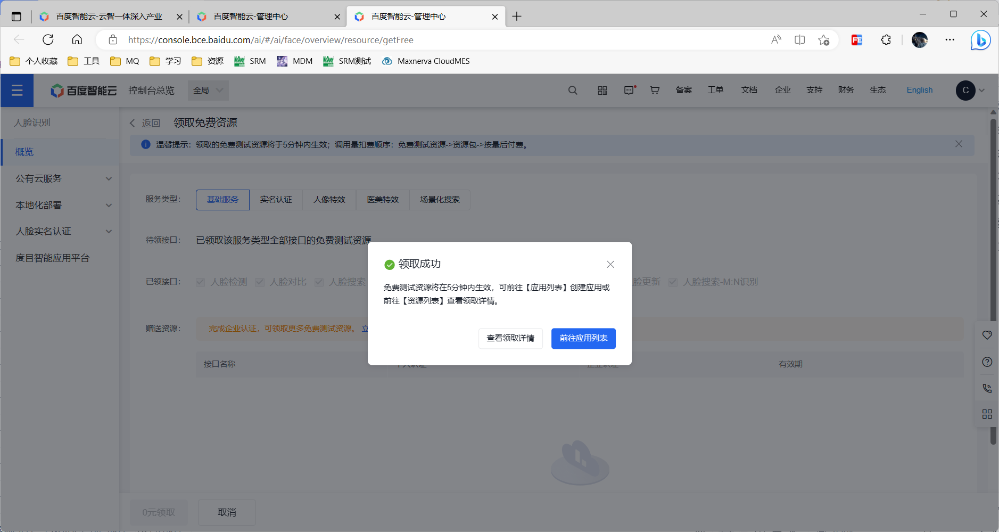 百度智能云-云智一体深入产业
百度智能云-管理中心
百度智能云-管理中心
https://console.bce.baidu.com/ai/#/ai/face/overview/resource/getFree
个人收藏 工具 MQ 学习 资源 SRM MDM SRM测试 Maxnerva CloudMES
百度智能云 控制台总览 全局 备案 工单 文档 企业 支持 财务 生态 English C
人脸识别
概览
公有云服务
本地化部署
人脸实名认证
度目智能应用平台
返回 领取免费资源
温馨提示：领取的免费测试资源将于5分钟内生效；调用量扣费顺序：免费测试资源->资源包->按量后付费。
服务类型： 基础服务 实名认证 人像特效 医美特效 场景化搜索
待领接口： 已领取该服务类型全部接口的免费测试资源
已领接口： 人脸检测 人脸对比 人脸搜索 脸更新 人脸搜索-M:N识别
赠送资源： 完成企业认证，可领取更多免费测试资源。 立
接口名称 个人认证 企业认证 有效期
领取成功
免费测试资源将在5分钟内生效，可前往【应用列表】创建应用或
前往【资源列表】查看领取详情。
查看领取详情 前往应用列表
0元领取 取消